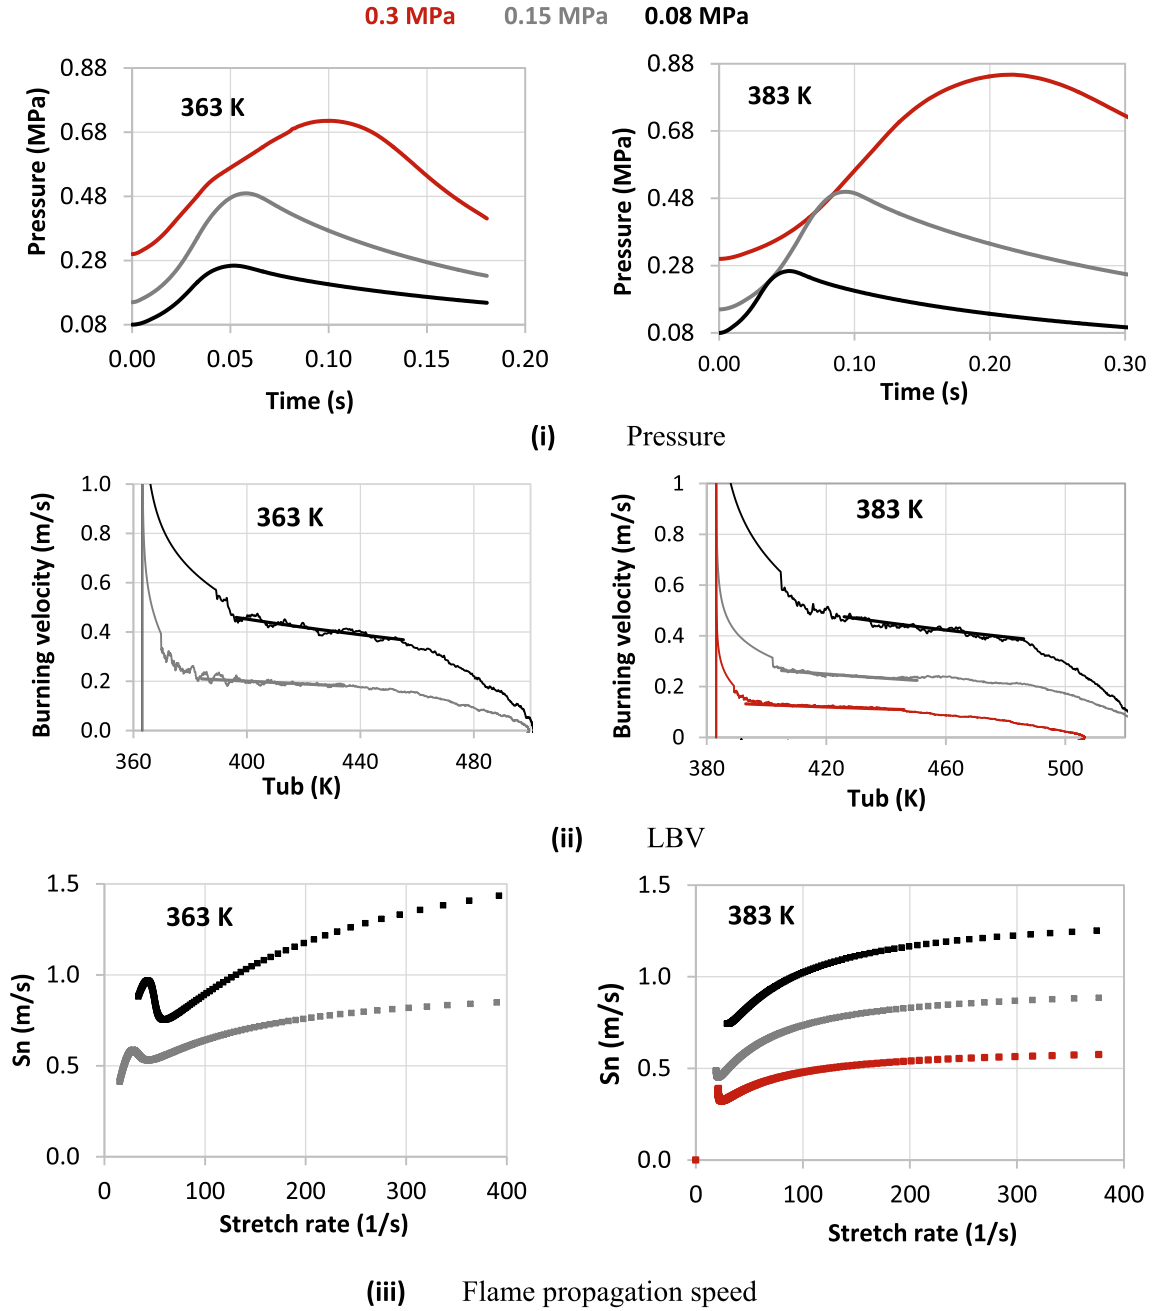 0.3 MPa 0.15 MPa 0.08 MPa
363 K
Pressure (MPa)
0.88
0.68
0.48
0.28
0.08
0.00 0.05 0.10 0.15 0.20
Time (s)
383 K
Pressure (MPa)
0.88
0.68
0.48
0.28
0.08
0.00 0.10 0.20 0.30
Time (s)
(i) Pressure
363 K
Burning velocity (m/s)
1.0
0.8
0.6
0.4
0.2
0.0
360 400 440 480
Tub (K)
383 K
Burning velocity (m/s)
1
0.8
0.6
0.4
0.2
0
380 420 460 500
Tub (K)
(ii) LBV
363 K
Sn (m/s)
1.5
1.0
0.5
0.0
0 100 200 300 400
Stretch rate (1/s)
383 K
Sn (m/s)
1.5
1.0
0.5
0.0
0 100 200 300 400
Stretch rate (1/s)
(iii) Flame propagation speed